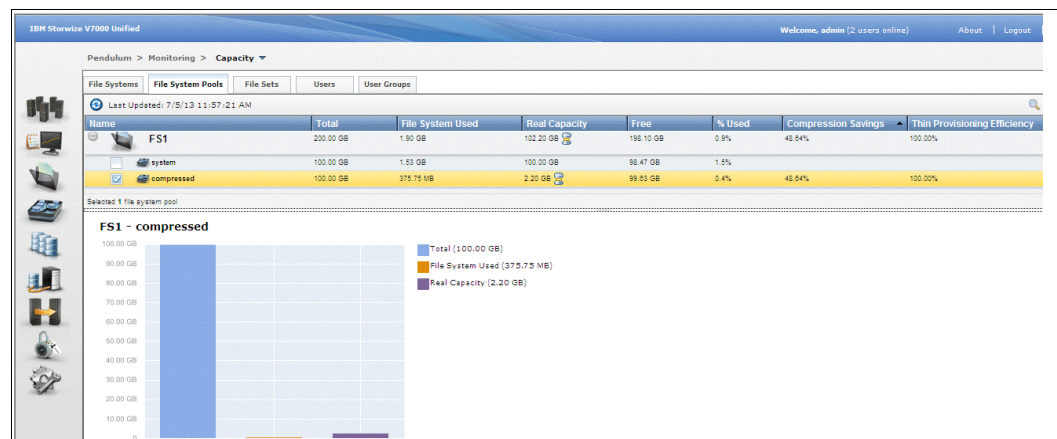 IBM Storwize V7000 Unified
Welcome, admin (2 users online) About | Logout
Pendulum > Monitoring > Capacity
File Systems File System Pools File Sets Users User Groups
Last Updated: 7/5/13 11:57:21 AM
Name Total File System Used Real Capacity Free % Used Compression Savings Thin Provisioning Efficiency
FS1 200.00 GB 1.90 GB 102.20 GB 198.10 GB 0.9% 48.64% 100.00%
system 100.00 GB 1.53 GB 100.00 GB 98.47 GB 1.5%
compressed 100.00 GB 375.75 MB 2.20 GB 99.63 GB 0.4% 48.64% 100.00%
Selected 1 file system pool
FS1 - compressed
100.00 GB
90.00 GB
80.00 GB
70.00 GB
60.00 GB
50.00 GB
40.00 GB
30.00 GB
20.00 GB
10.00 GB
0
Total (100.00 GB)
File System Used (375.75 MB)
Real Capacity (2.20 GB)